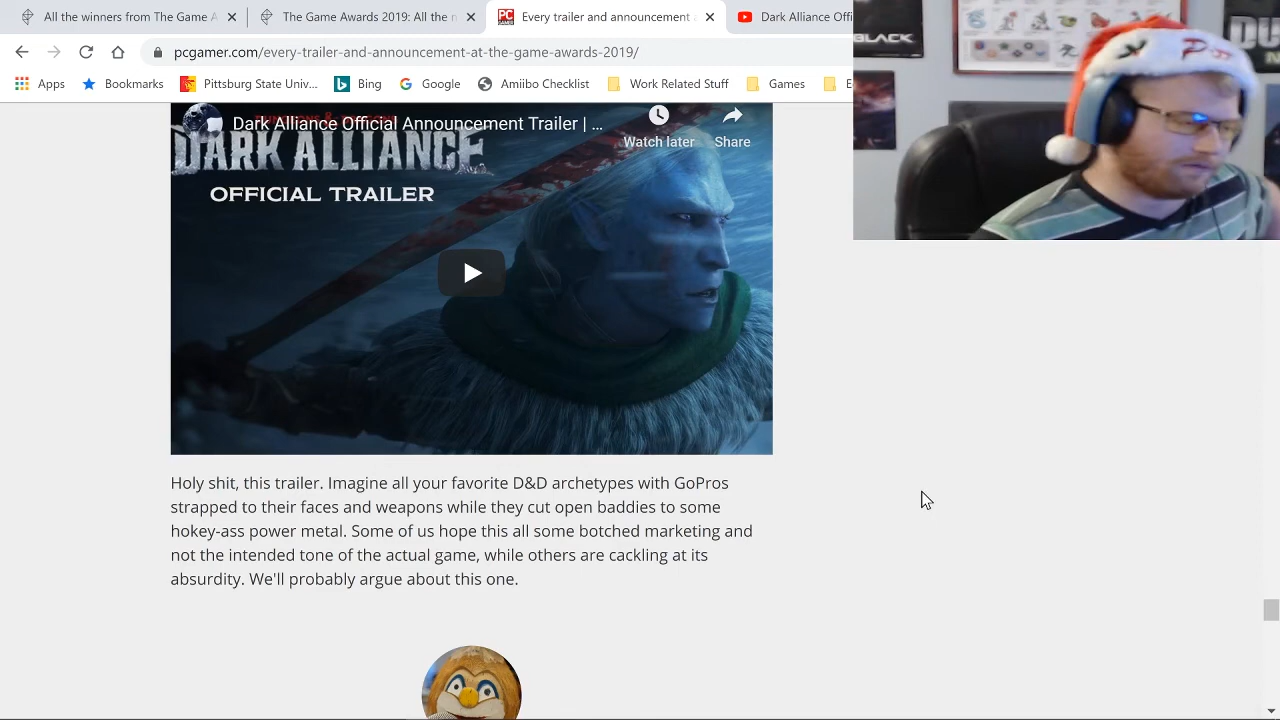 All the winners from The Game A
The Game Awards 2019: All the n
Every trailer and announcement
Dark Alliance Offi
pcgamer.com/every-trailer-and-announcement-at-the-game-awards-2019/
Apps
Bookmarks
Pittsburg State Univ...
Bing
Google
Amiibo Checklist
Work Related Stuff
Games
E
BLACK
DU
PC
GAMER
Dark Alliance Official Announcement Trailer | ...
Watch later
Share
DARK ALLIANCE
OFFICIAL TRAILER
Holy shit, this trailer. Imagine all your favorite D&D archetypes with GoPros
strapped to their faces and weapons while they cut open baddies to some
hokey-ass power metal. Some of us hope this all some botched marketing and
not the intended tone of the actual game, while others are cackling at its
absurdity. We'll probably argue about this one.